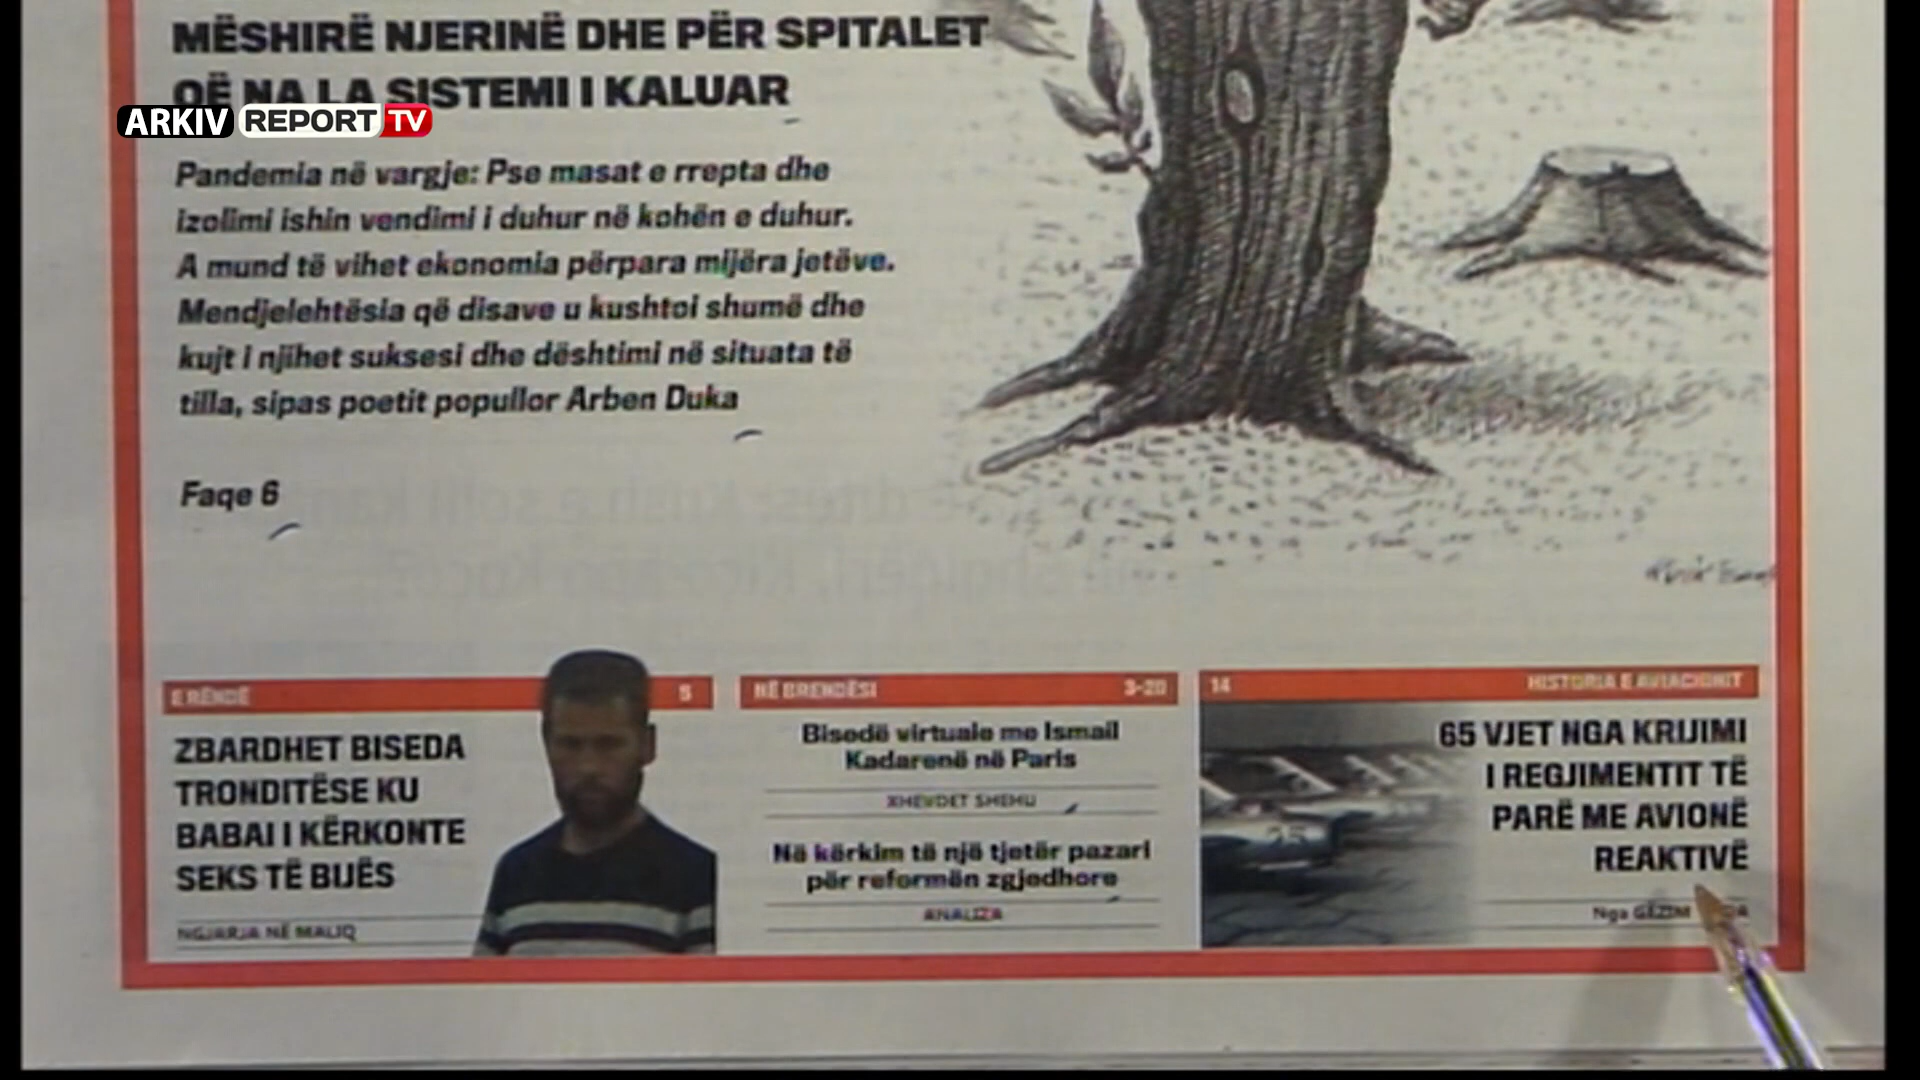 MËSHIRË NJERINË DHE PËR SPITALET
QË NA LA SISTEMI I KALUAR
ARKIV REPORT TV
Pandemia në vargje: Pse masat e rrepta dhe
izolimi ishin vendimi i duhur në kohën e duhur.
A mund të vihet ekonomia përpara mijëra jetëve.
Mendjelehtësia që disave u kushtoi shumë dhe
kujt i njihet suksesi dhe dështimi në situata të
tilla, sipas poetit popullor Arben Duka
Faqe 6
E RËNDË 5
ZBARDHET BISEDA
TRONDITËSE KU
BABAI I KËRKONTE
SEKS TË BIJËS
NGJARJA NË MALIQ
NË BRENDËSI 3-20
Bisedë virtuale me Ismail
Kadarenë në Paris
XHEVDET SHEHU
Në kërkim të një tjetër pazari
për reformën zgjedhore
ANALIZA
14 HISTORIA E AVIACIONIT
65 VJET NGA KRIJIMI
I REGJIMENTIT TË
PARË ME AVIONË
REAKTIVË
Nga GËZIM
25